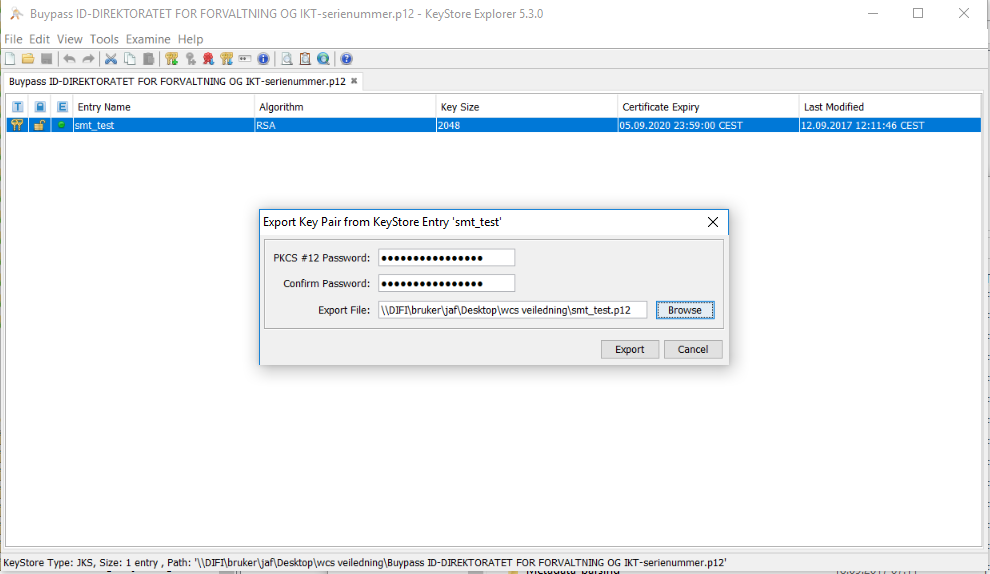 Buypass ID-DIREKTORATET FOR FORVALTNING OG IKT-serienummer.p12 - KeyStore Explorer 5.3.0
File Edit View Tools Examine Help
Buypass ID-DIREKTORATET FOR FORVALTNING OG IKT-serienummer.p12
T E Entry Name Algorithm Key Size Certificate Expiry Last Modified
smt_test RSA 2048 05.09.2020 23:59:00 CEST 12.09.2017 12:11:46 CEST
Export Key Pair from KeyStore Entry 'smt_test'
PKCS #12 Password: ••••••••••••••••
Confirm Password: ••••••••••••••••
Export File: \\DIFI\bruker\jaf\Desktop\wcs veiledning\smt_test.p12 Browse
Export Cancel
KeyStore Type: JKS, Size: 1 entry , Path: '\\DIFI\bruker\jaf\Desktop\wcs veiledning\Buypass ID-DIREKTORATET FOR FORVALTNING OG IKT-serienummer.p12'